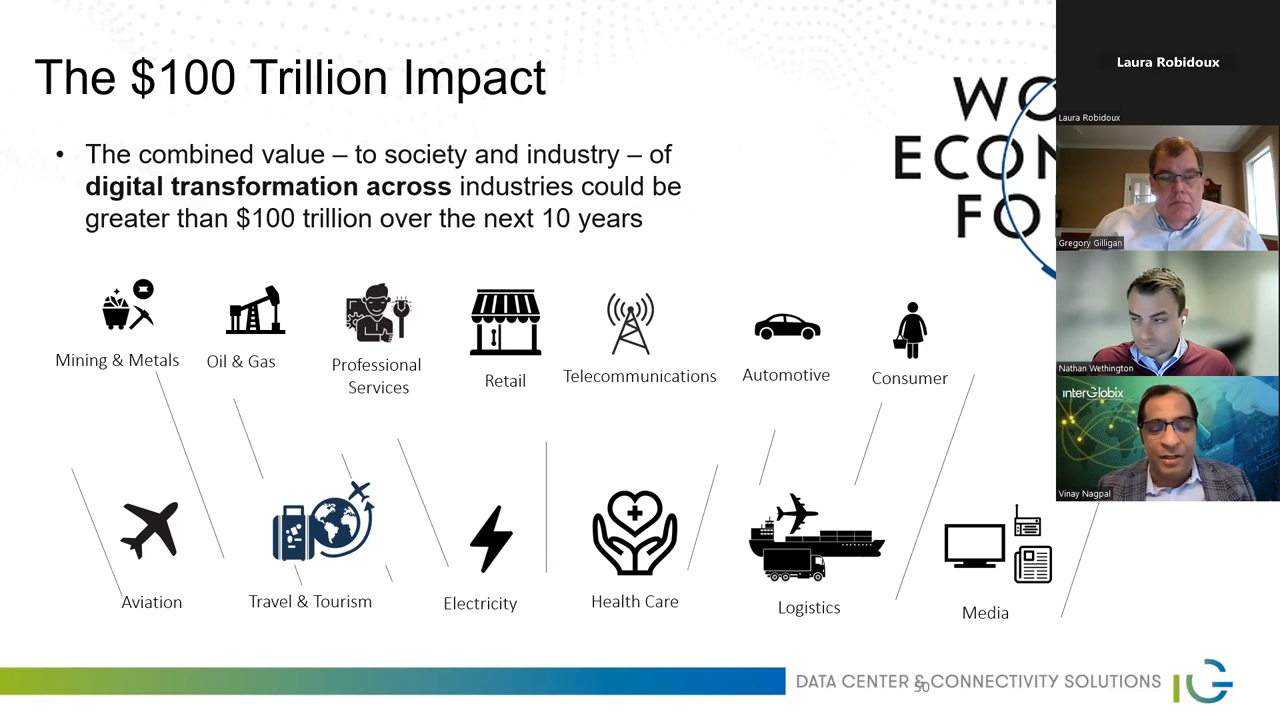 The $100 Trillion Impact
• The combined value – to society and industry – of
digital transformation across industries could be
greater than $100 trillion over the next 10 years
WO
ECON
FO
Mining & Metals
Oil & Gas
Professional
Services
Retail
Telecommunications
Automotive
Consumer
Aviation
Travel & Tourism
Electricity
Health Care
Logistics
Media
DATA CENTER & CONNECTIVITY SOLUTIONS
50
IG
Laura Robidoux
Laura Robidoux
Gregory Gilligan
Nathan Wethington
interGlobix
Vinay Nagpal